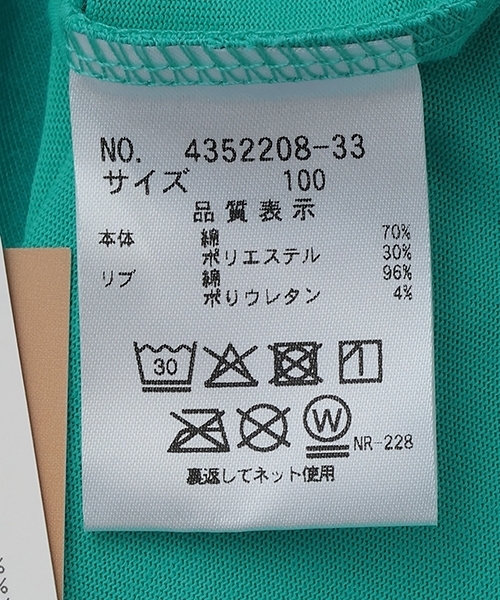 NO. 4352208-33
サイズ 100
品質表示
本体 綿 70%
ポリエステル 30%
リブ 綿 96%
ポリウレタン 4%
30
W
NR-228
裏返してネット使用
%
%